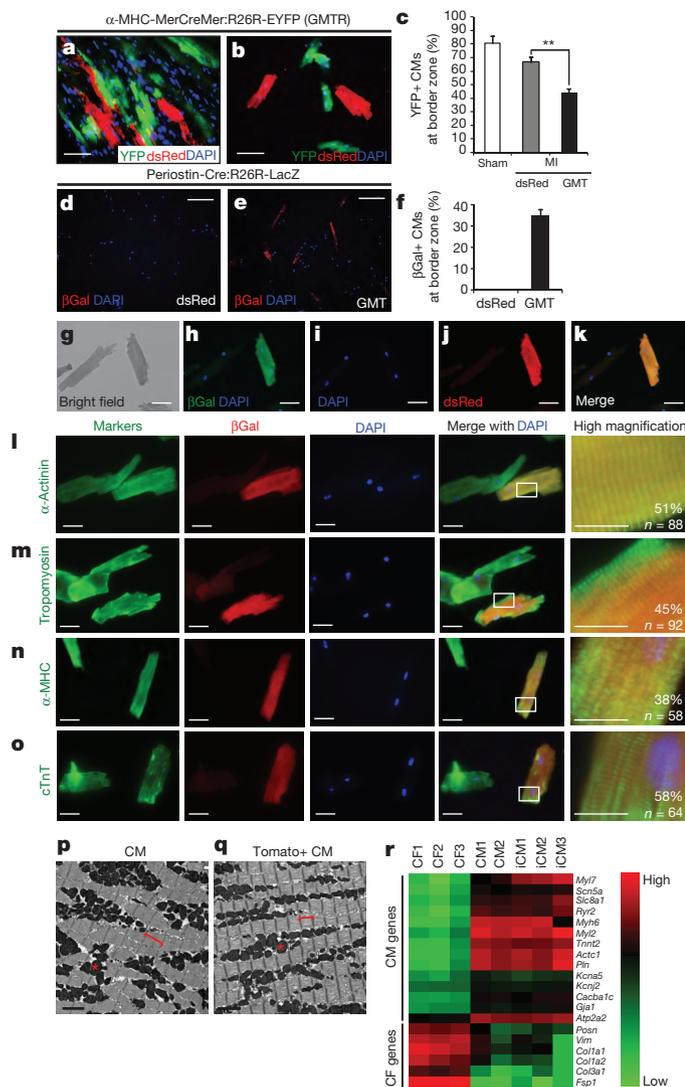 α-MHC-MerCreMer:R26R-EYFP (GMTR)
a
YFP dsRed DAPI
b
YFP dsRed DAPI
c
YFP+ CMs
at border zone (%)
90
80
70
60
50
40
30
20
10
0
**
Sham
MI
dsRed GMT
Periostin-Cre:R26R-LacZ
d
βGal DAPI dsRed
e
βGal DAPI GMT
f
βGal+ CMs
at border zone (%)
40
30
20
10
0
dsRed GMT
g
Bright field
h
βGal DAPI
i
DAPI
j
dsRed
k
Merge
Markers βGal DAPI Merge with DAPI High magnification
l
α-Actinin
51%
n = 88
m
Tropomyosin
45%
n = 92
n
α-MHC
38%
n = 58
o
cTnT
58%
n = 64
p
CM
*
q
Tomato+ CM
*
r
CF1 CF2 CF3 CM1 CM2 iCM1 iCM2 iCM3
CM genes
Myl7
Scn5a
Slc8a1
Ryr2
Myh6
Myl2
Tnnt2
Actc1
Pln
Kcna5
Kcnj2
Cacba1c
Gja1
Atp2a2
CF genes
Posn
Vim
Col1a1
Col1a2
Col3a1
Fsp1
High
Low